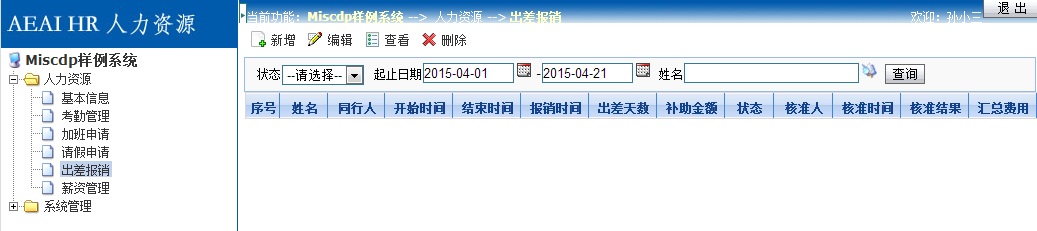 AEAI HR 人力资源
Miscdp样例系统
人力资源
基本信息
考勤管理
加班申请
请假申请
出差报销
薪资管理
系统管理
当前功能: Miscdp样例系统 --> 人力资源 --> 出差报销 欢迎: 孙小三 退 出
新增 编辑 查看 删除
状态 --请选择-- 起止日期 2015-04-01 - 2015-04-21 姓名 查询
序号 姓名 同行人 开始时间 结束时间 报销时间 出差天数 补助金额 状态 核准人 核准时间 核准结果 汇总费用